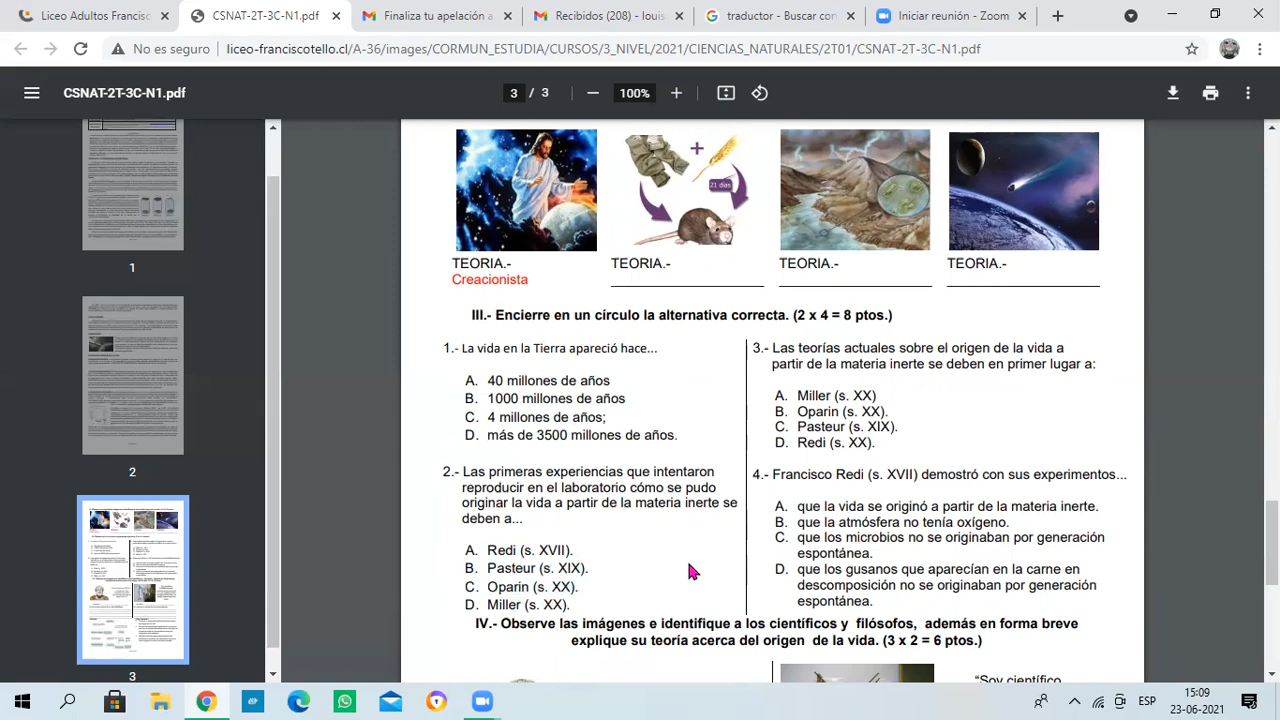 Liceo Adultos Francisc
CSNAT-2T-3C-N1.pdf
Finaliza tu apelación a
Recibidos (208) - louis
traductor - Buscar con
Iniciar reunión - Zoom
No es seguro
liceo-franciscotello.cl/A-36/images/CORMUN_ESTUDIA/CURSOS/3_NIVEL/2021/CIENCIAS_NATURALES/2T01/CSNAT-2T-3C-N1.pdf
CSNAT-2T-3C-N1.pdf
3 / 3
100%
1
2
3
21 días
TEORIA.-
Creacionista
TEORIA.-
TEORIA.-
TEORIA.-
III.- Encierre en un círculo la alternativa correcta. (2 x 4 = 8 ptos.)
1.- La vida en la Tierra apareció hace...
A. 40 millones de años
B. 1000 millones de años
C. 4 millones de años;
D. más de 3500 millones de años.
2.- Las primeras experiencias que intentaron
reproducir en el laboratorio cómo se pudo
originar la vida a partir de la materia inerte se
deben a...
A. Redi (s. XVII).
B. Pasteur (s. XIX).
C. Oparin (s. XX).
D. Miller (s. XX)
3.- Las teorías actuales sobre el origen de la vida a
partir de la materia inerte se deben en primer lugar a:
A. Miller (s. XX)
B. Oparin (s. XX).
C. Pasteur (s. XIX).
D. Redi (s. XX).
4.- Francisco Redi (s. XVII) demostró con sus experimentos...
A. que la vida se originó a partir de la materia inerte.
B. que la atmósfera no tenía oxígeno.
C. que los microbios no se originaban por generación
espontánea.
D. que los gusanos que aparecían en la carne en
descomposición no se originaban por generación
espontánea.
IV.- Observe las imágenes e identifique a los científicos y filósofos, además en forma breve
explique su teoría acerca del origen de la vida. (3 x 2 = 6 ptos.)
"Soy científico
ESP
15:09
23-06-2021